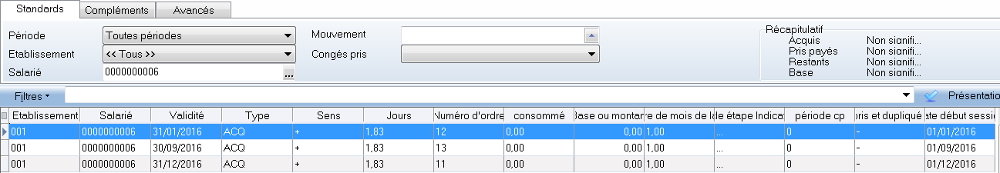 Standards Compléments Avancés
Période Toutes périodes Mouvement
Récapitulatif
Acquis Non signifi...
Etablissement << Tous >> Congés pris Pris payés Non signifi...
Restants Non signifi...
Salarié 0000000006 ... Base Non signifi...
Filtres Présentatio
Etablissement Salarié Validité Type Sens Jours Numéro d'ordre consommé Base ou montan re de mois de la de étape Indicat période cp pris et dupliqué ate début sessi
001 0000000006 31/01/2016 ACQ + 1,83 12 0,00 0,00 1,00 ... 0 - 01/01/2016
001 0000000006 30/09/2016 ACQ + 1,83 13 0,00 0,00 1,00 ... 0 - 01/09/2016
001 0000000006 31/12/2016 ACQ + 1,83 11 0,00 0,00 1,00 ... 0 - 01/12/2016